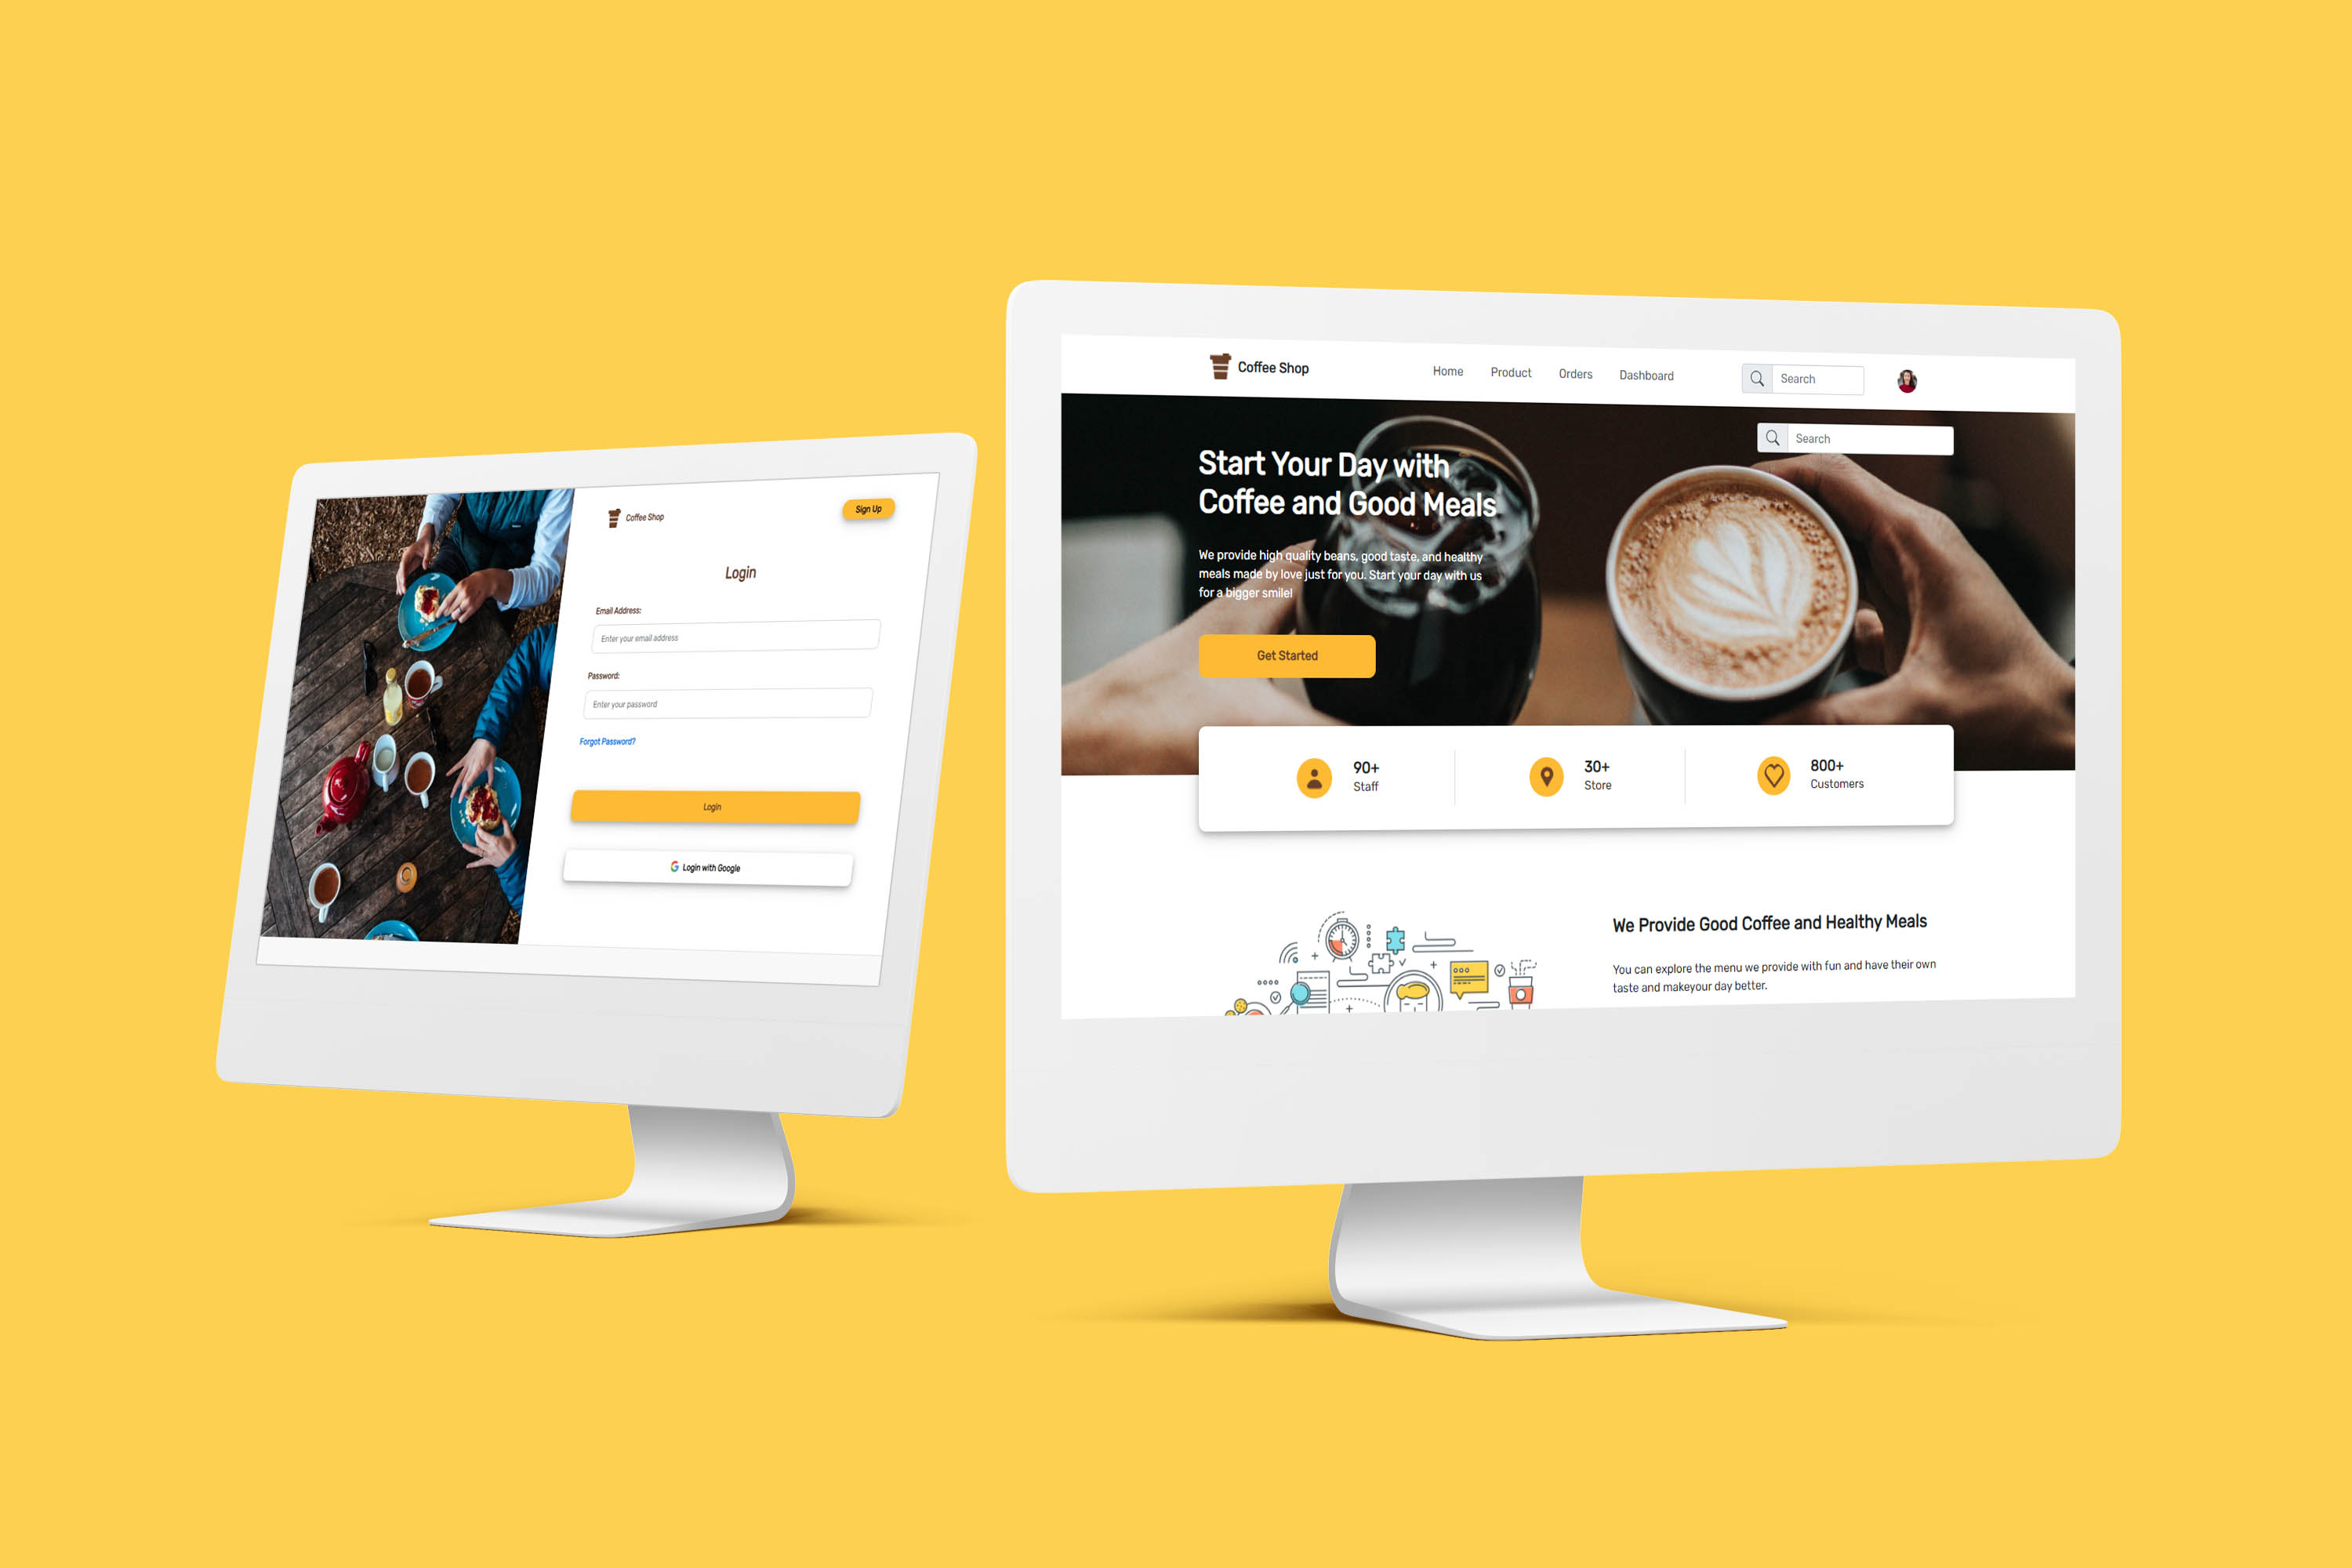 Coffee Shop
Sign Up
Login
Email Address:
Enter your email address
Password:
Enter your password
Forgot Password?
Login
Login with Google
Coffee Shop
Home Product Orders Dashboard
Search
Search
Start Your Day with
Coffee and Good Meals
We provide high quality beans, good taste, and healthy
meals made by love just for you. Start your day with us
for a bigger smile!
Get Started
90+
Staff
30+
Store
800+
Customers
We Provide Good Coffee and Healthy Meals
You can explore the menu we provide with fun and have their own
taste and makeyour day better.